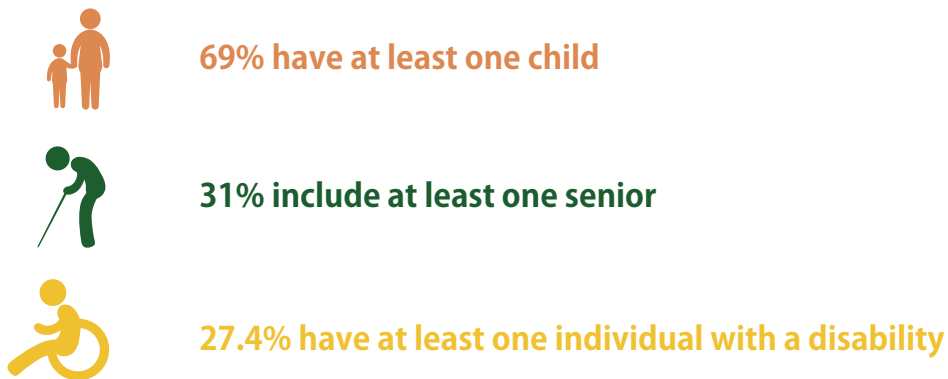 69% have at least one child
31% include at least one senior
27.4% have at least one individual with a disability